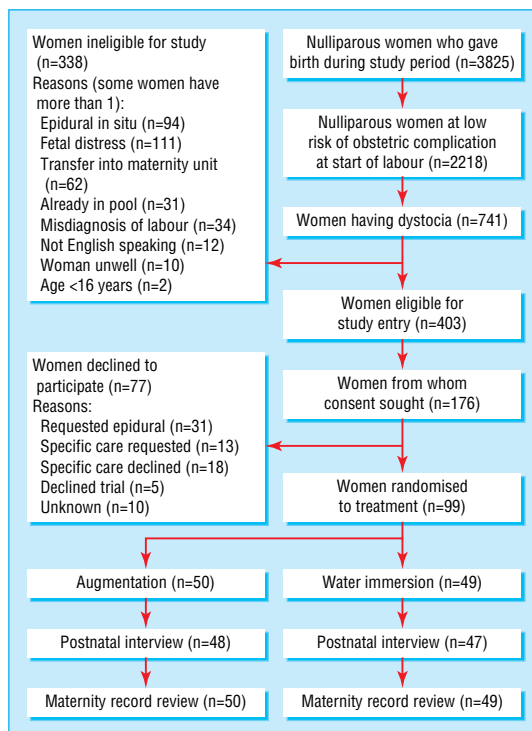 Women ineligible for study
(n=338)
Reasons (some women have
more than 1):
Epidural in situ (n=94)
Fetal distress (n=111)
Transfer into maternity unit
(n=62)
Already in pool (n=31)
Misdiagnosis of labour (n=34)
Not English speaking (n=12)
Woman unwell (n=10)
Age <16 years (n=2)
Nulliparous women who gave
birth during study period (n=3825)
Nulliparous women at low
risk of obstetric complication
at start of labour (n=2218)
Women having dystocia (n=741)
Women eligible for
study entry (n=403)
Women declined to
participate (n=77)
Reasons:
Requested epidural (n=31)
Specific care requested (n=13)
Specific care declined (n=18)
Declined trial (n=5)
Unknown (n=10)
Women from whom
consent sought (n=176)
Women randomised
to treatment (n=99)
Augmentation (n=50)
Water immersion (n=49)
Postnatal interview (n=48)
Postnatal interview (n=47)
Maternity record review (n=50)
Maternity record review (n=49)